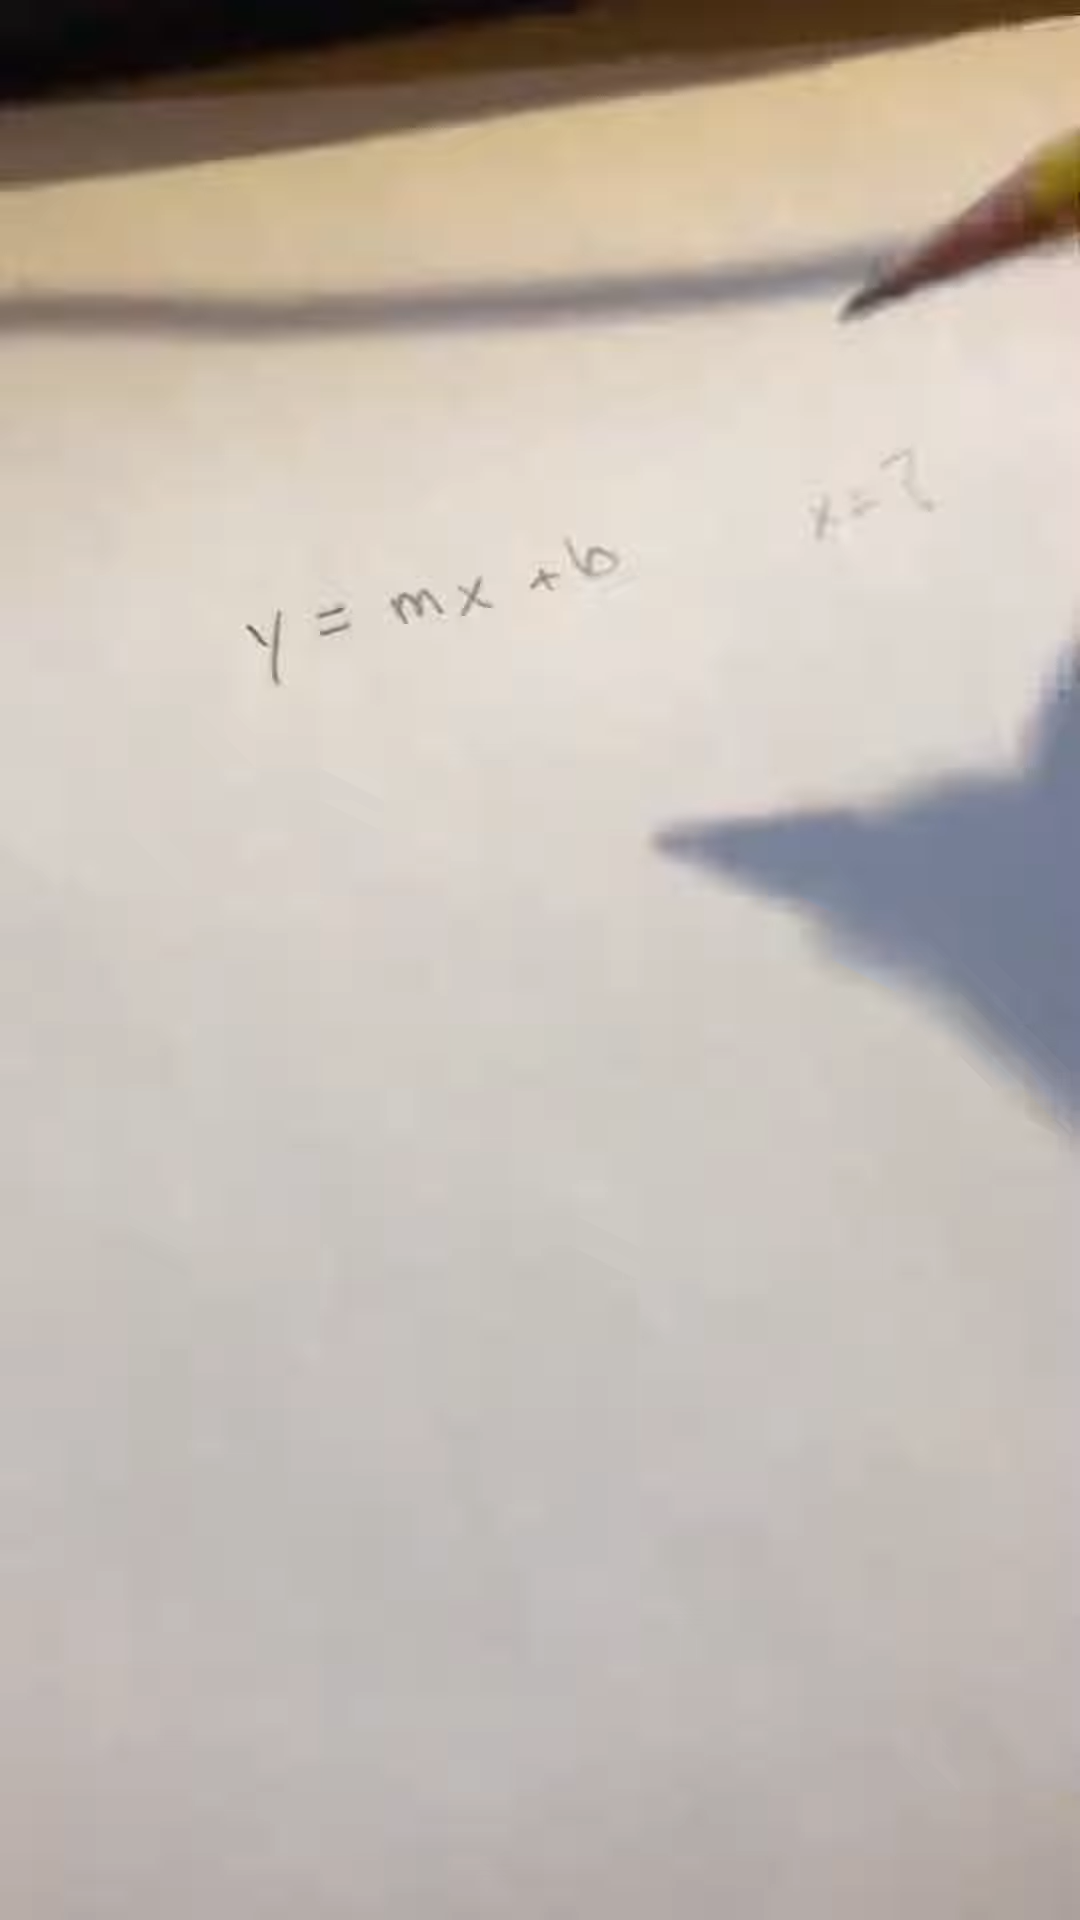 y = mx + b x = ?